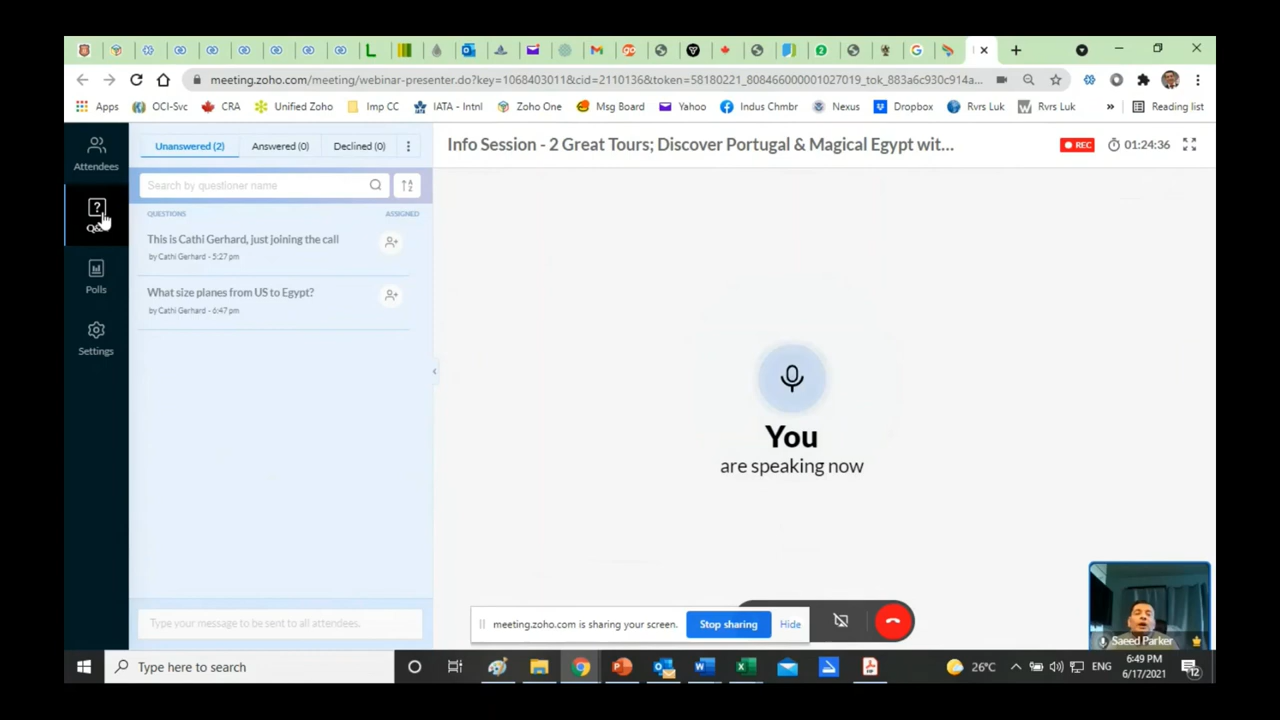 meeting.zoho.com/meeting/webinar-presenter.do?key=1068403011&cid=2110136&token=58180221_808466000001027019_tok_883a6c930c914a...
Apps OCI-Svc CRA Unified Zoho Imp CC IATA - Intnl Zoho One Msg Board Yahoo Indus Chmbr Nexus Dropbox Rvrs Luk Rvrs Luk » Reading list
Attendees
Q&A
Polls
Settings
Unanswered (2) Answered (0) Declined (0)
Search by questioner name
QUESTIONS ASSIGNED
This is Cathi Gerhard, just joining the call
by Cathi Gerhard - 5:27 pm
What size planes from US to Egypt?
by Cathi Gerhard - 6:47 pm
Type your message to be sent to all attendees.
Info Session - 2 Great Tours; Discover Portugal & Magical Egypt wit...
REC 01:24:36
You
are speaking now
meeting.zoho.com is sharing your screen. Stop sharing Hide
Saeed Parker
Type here to search
26°C ENG
6:49 PM
6/17/2021
12